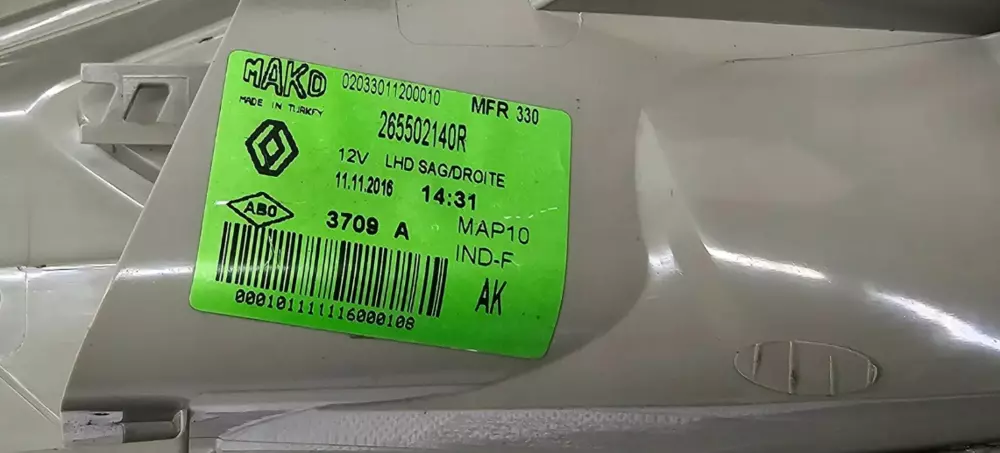 MAKO 02033011200010 MFR 330
MADE IN TURKEY
265502140R
12V LHD SAG/DROITE
11.11.2016 14:31
ABO 3709 A MAP10
IND-F
AK
000101111116000108